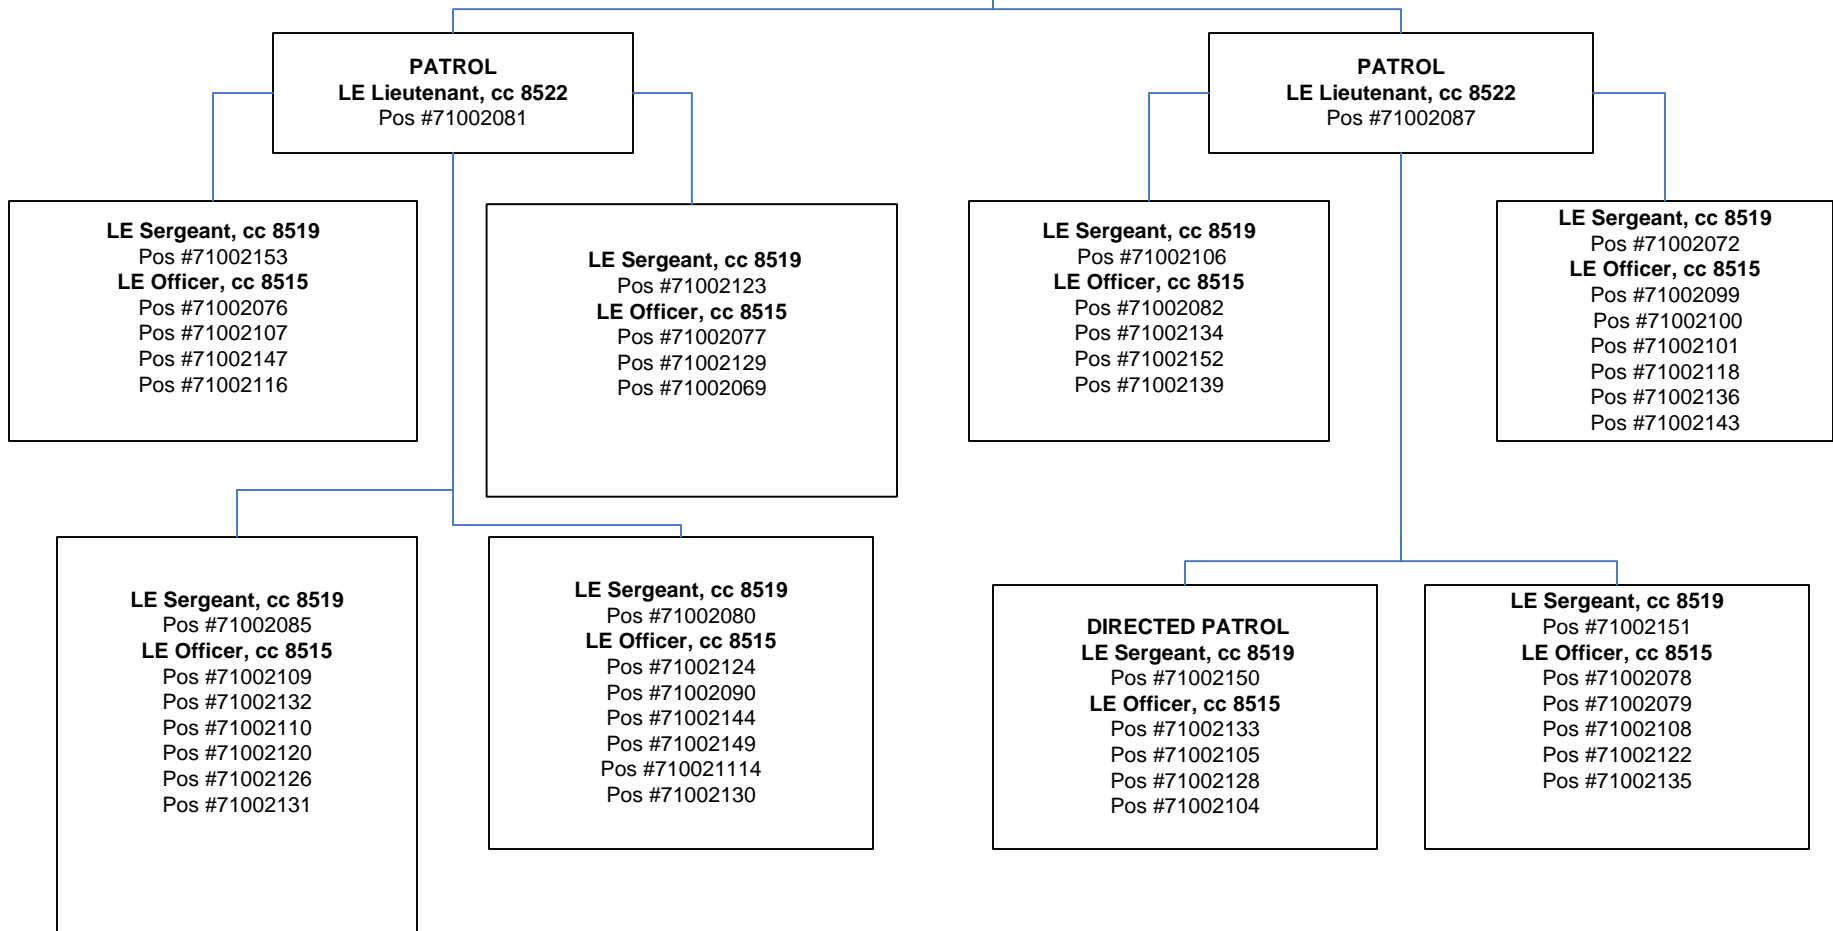 PATROL
LE Lieutenant, cc 8522
Pos #71002081
PATROL
LE Lieutenant, cc 8522
Pos #71002087
LE Sergeant, cc 8519
Pos #71002153
LE Officer, cc 8515
Pos #71002076
Pos #71002107
Pos #71002147
Pos #71002116
LE Sergeant, cc 8519
Pos #71002123
LE Officer, cc 8515
Pos #71002077
Pos #71002129
Pos #71002069
LE Sergeant, cc 8519
Pos #71002106
LE Officer, cc 8515
Pos #71002082
Pos #71002134
Pos #71002152
Pos #71002139
LE Sergeant, cc 8519
Pos #71002072
LE Officer, cc 8515
Pos #71002099
Pos #71002100
Pos #71002101
Pos #71002118
Pos #71002136
Pos #71002143
LE Sergeant, cc 8519
Pos #71002085
LE Officer, cc 8515
Pos #71002109
Pos #71002132
Pos #71002110
Pos #71002120
Pos #71002126
Pos #71002131
LE Sergeant, cc 8519
Pos #71002080
LE Officer, cc 8515
Pos #71002124
Pos #71002090
Pos #71002144
Pos #71002149
Pos #710021114
Pos #71002130
DIRECTED PATROL
LE Sergeant, cc 8519
Pos #71002150
LE Officer, cc 8515
Pos #71002133
Pos #71002105
Pos #71002128
Pos #71002104
LE Sergeant, cc 8519
Pos #71002151
LE Officer, cc 8515
Pos #71002078
Pos #71002079
Pos #71002108
Pos #71002122
Pos #71002135